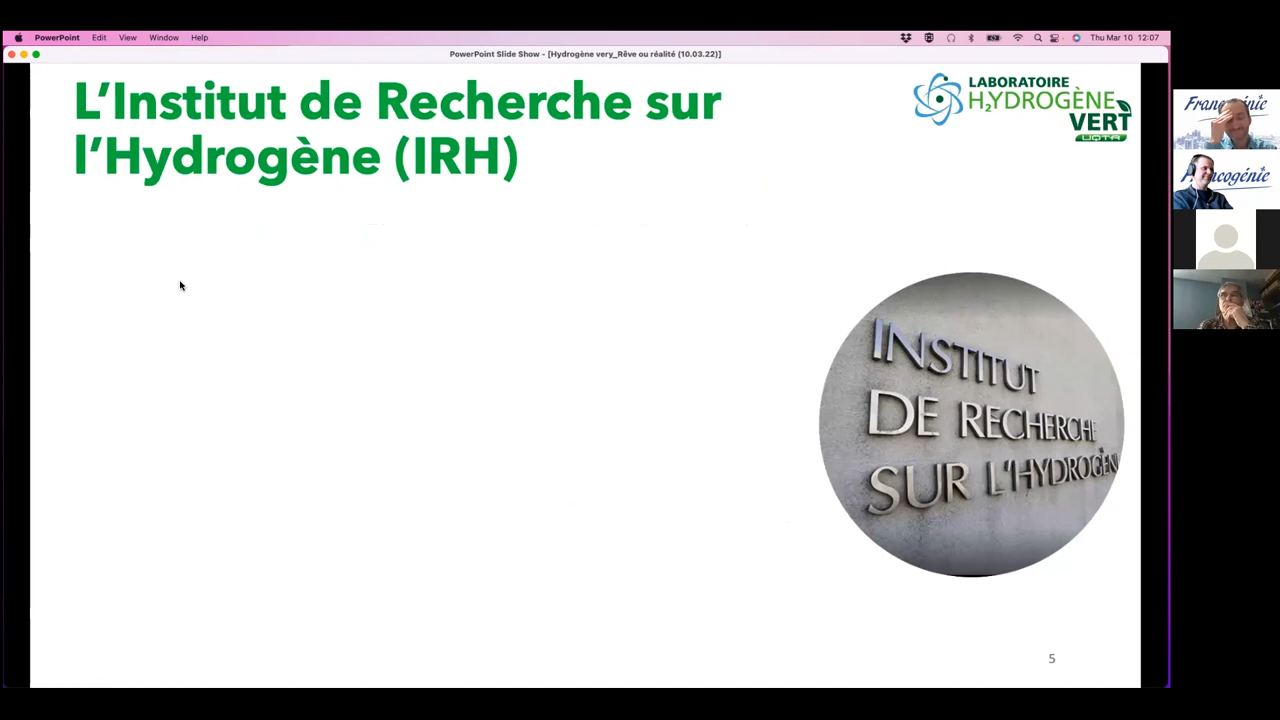 PowerPoint Edit View Window Help Thu Mar 10 12:07
PowerPoint Slide Show - [Hydrogène very_Rêve ou réalité (10.03.22)]
L’Institut de Recherche sur
l’Hydrogène (IRH)
LABORATOIRE
H₂YDROGÈNE
VERT
UQTR
INSTITUT
DE RECHERCHE
SUR L'HYDROGÈN
5